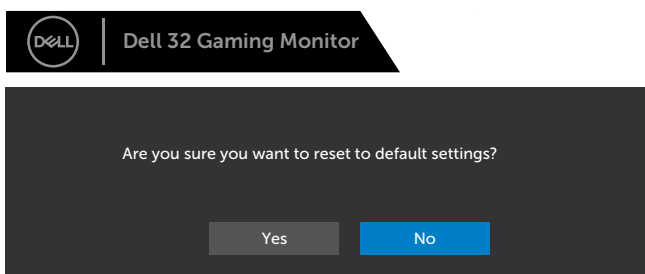 DELL
Dell 32 Gaming Monitor
Are you sure you want to reset to default settings?
Yes
No